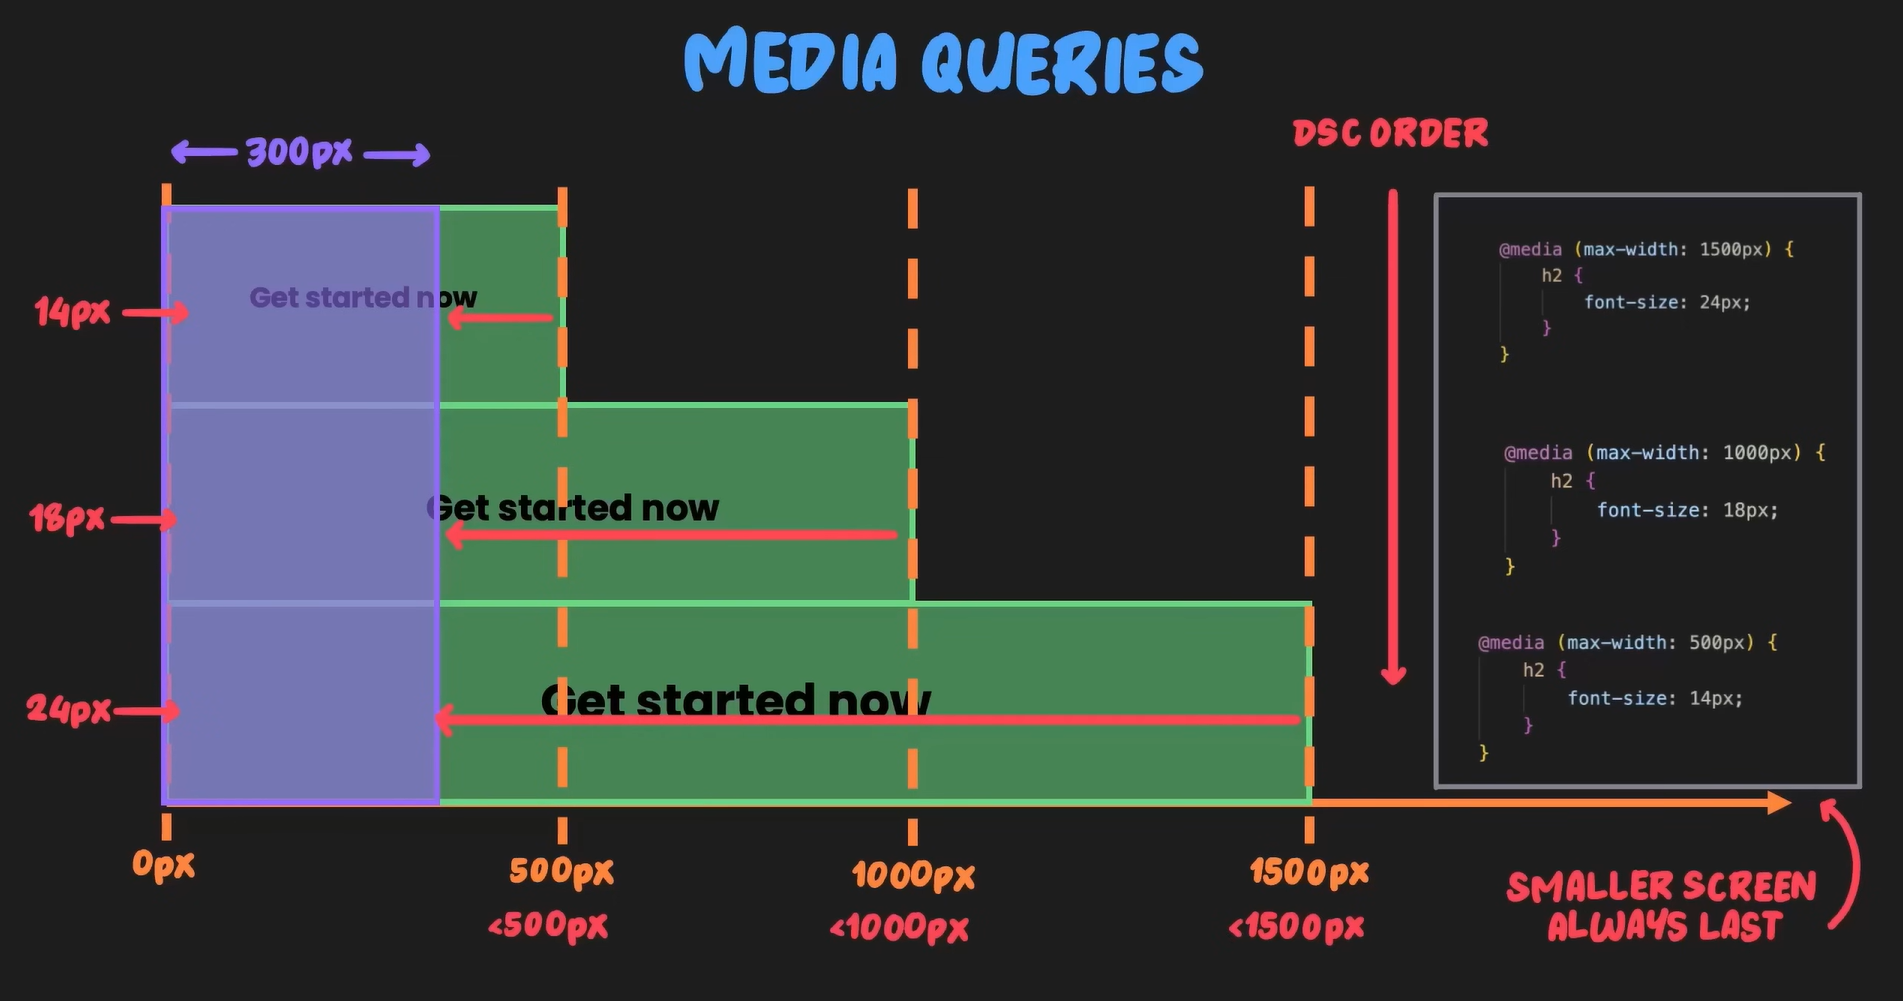 MEDIA QUERIES
300px
DSC ORDER
14px
Get started now
18px
Get started now
24px
Get started now
0px
500px
1000px
1500px
<500px
<1000px
<1500px
@media (max-width: 1500px) {
h2 {
font-size: 24px;
}
}
@media (max-width: 1000px) {
h2 {
font-size: 18px;
}
}
@media (max-width: 500px) {
h2 {
font-size: 14px;
}
}
SMALLER SCREEN
ALWAYS LAST